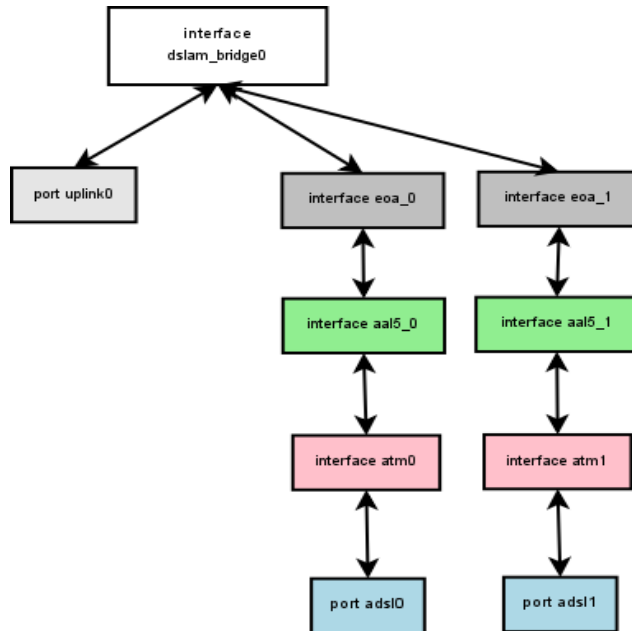 interface
dslam_bridge0
port uplink0
interface eoa_0
interface eoa_1
interface aal5_0
interface aal5_1
interface atm0
interface atm1
port adsl0
port adsl1